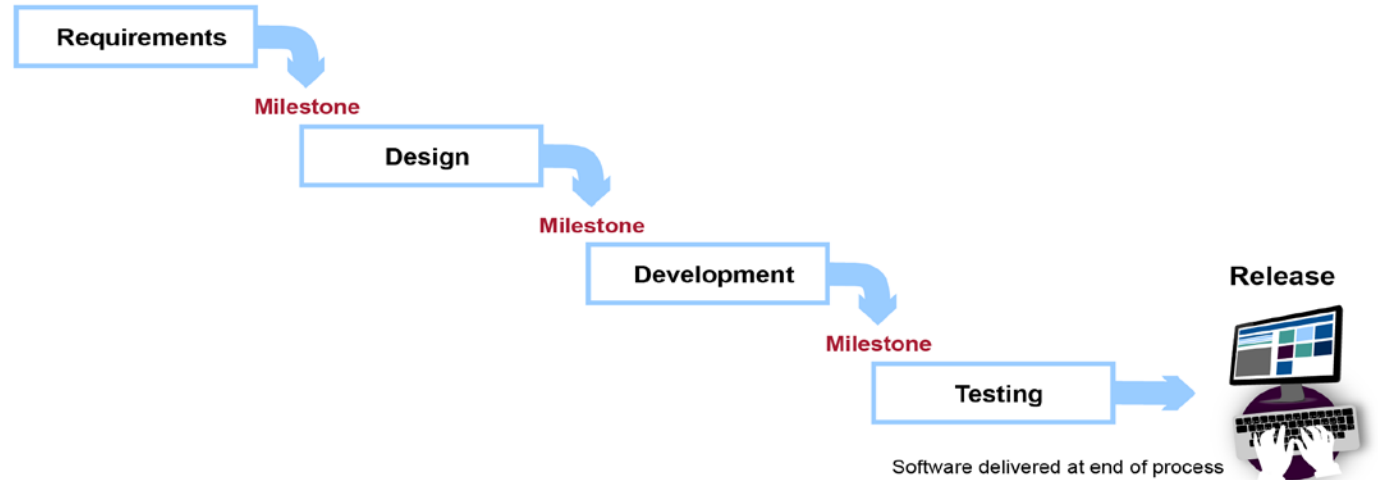 Requirements
Milestone
Design
Milestone
Development
Release
Milestone
Testing
Software delivered at end of process